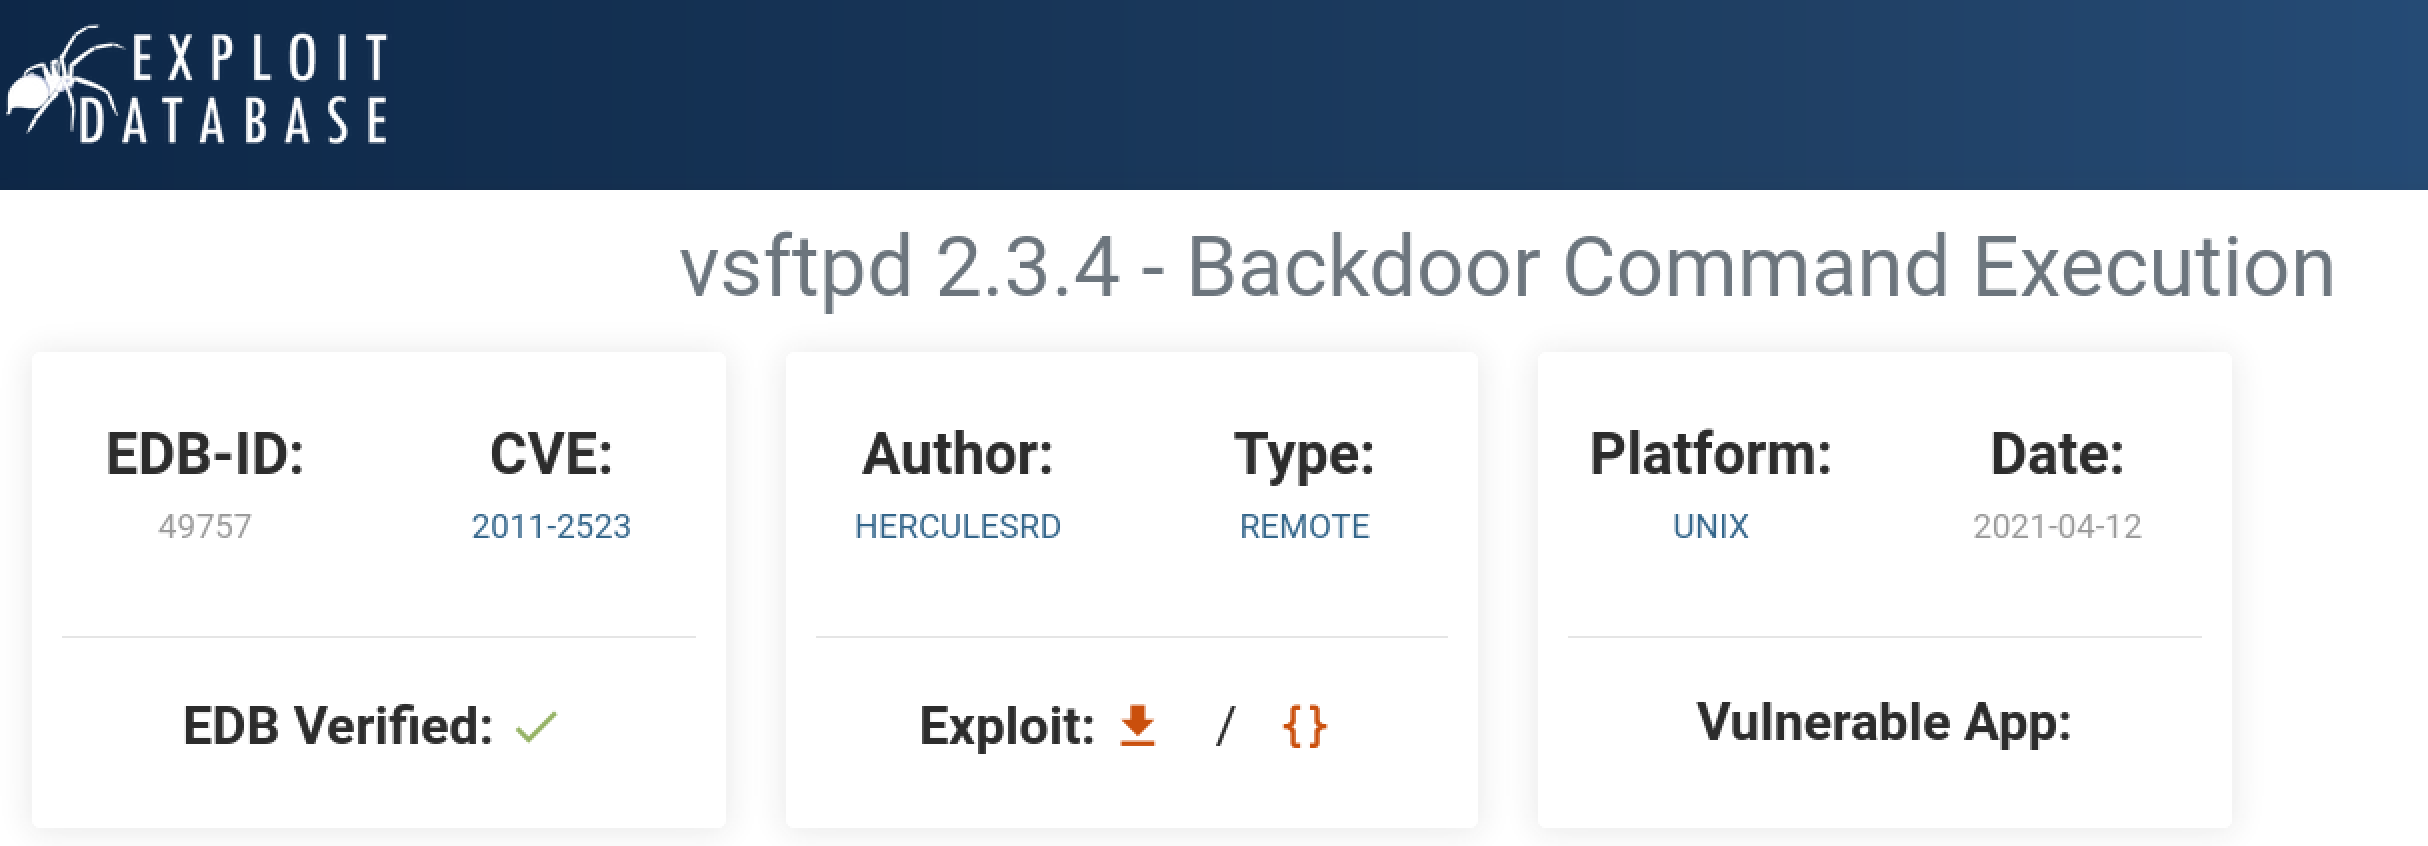 EXPLOIT
DATABASE
vsftpd 2.3.4 - Backdoor Command Execution
EDB-ID:
49757
CVE:
2011-2523
EDB Verified:
Author:
HERCULESRD
Type:
REMOTE
Exploit: / {}
Platform:
UNIX
Date:
2021-04-12
Vulnerable App: